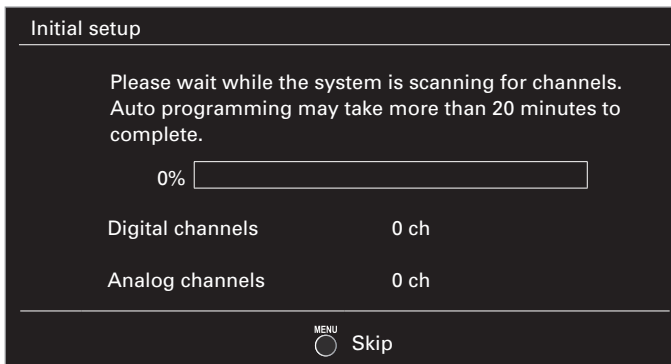 Initial setup
Please wait while the system is scanning for channels.
Auto programming may take more than 20 minutes to
complete.
0%
Digital channels 0 ch
Analog channels 0 ch
MENU
Skip